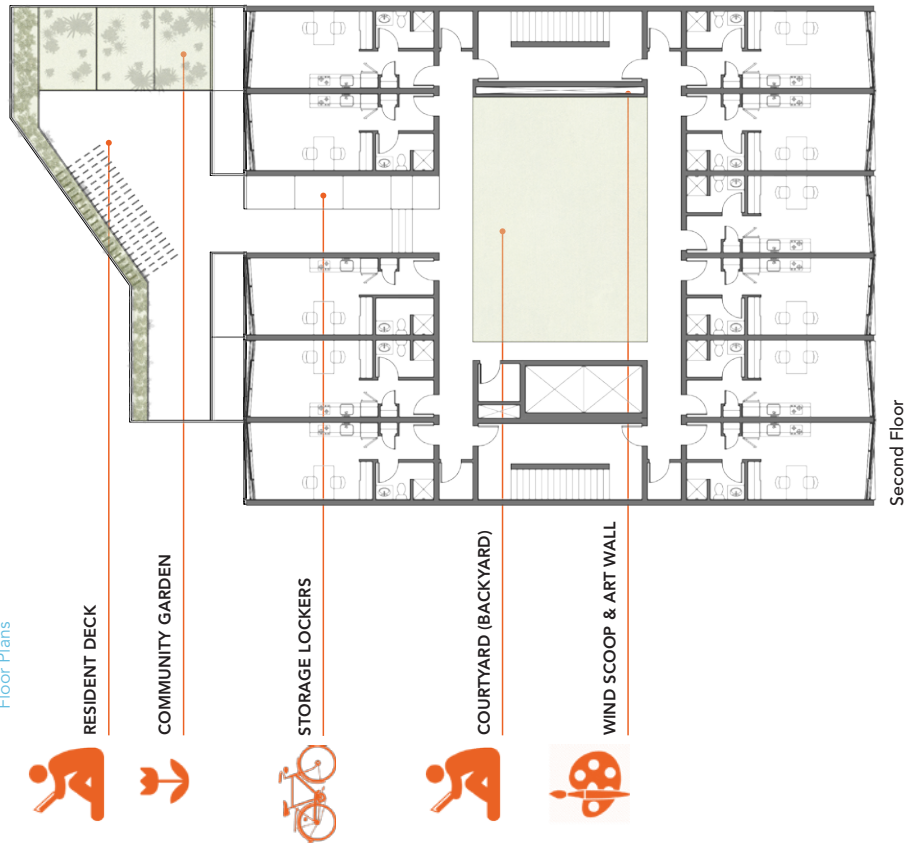 Floor Plans
RESIDENT DECK
COMMUNITY GARDEN
STORAGE LOCKERS
COURTYARD (BACKYARD)
WIND SCOOP & ART WALL
Second Floor